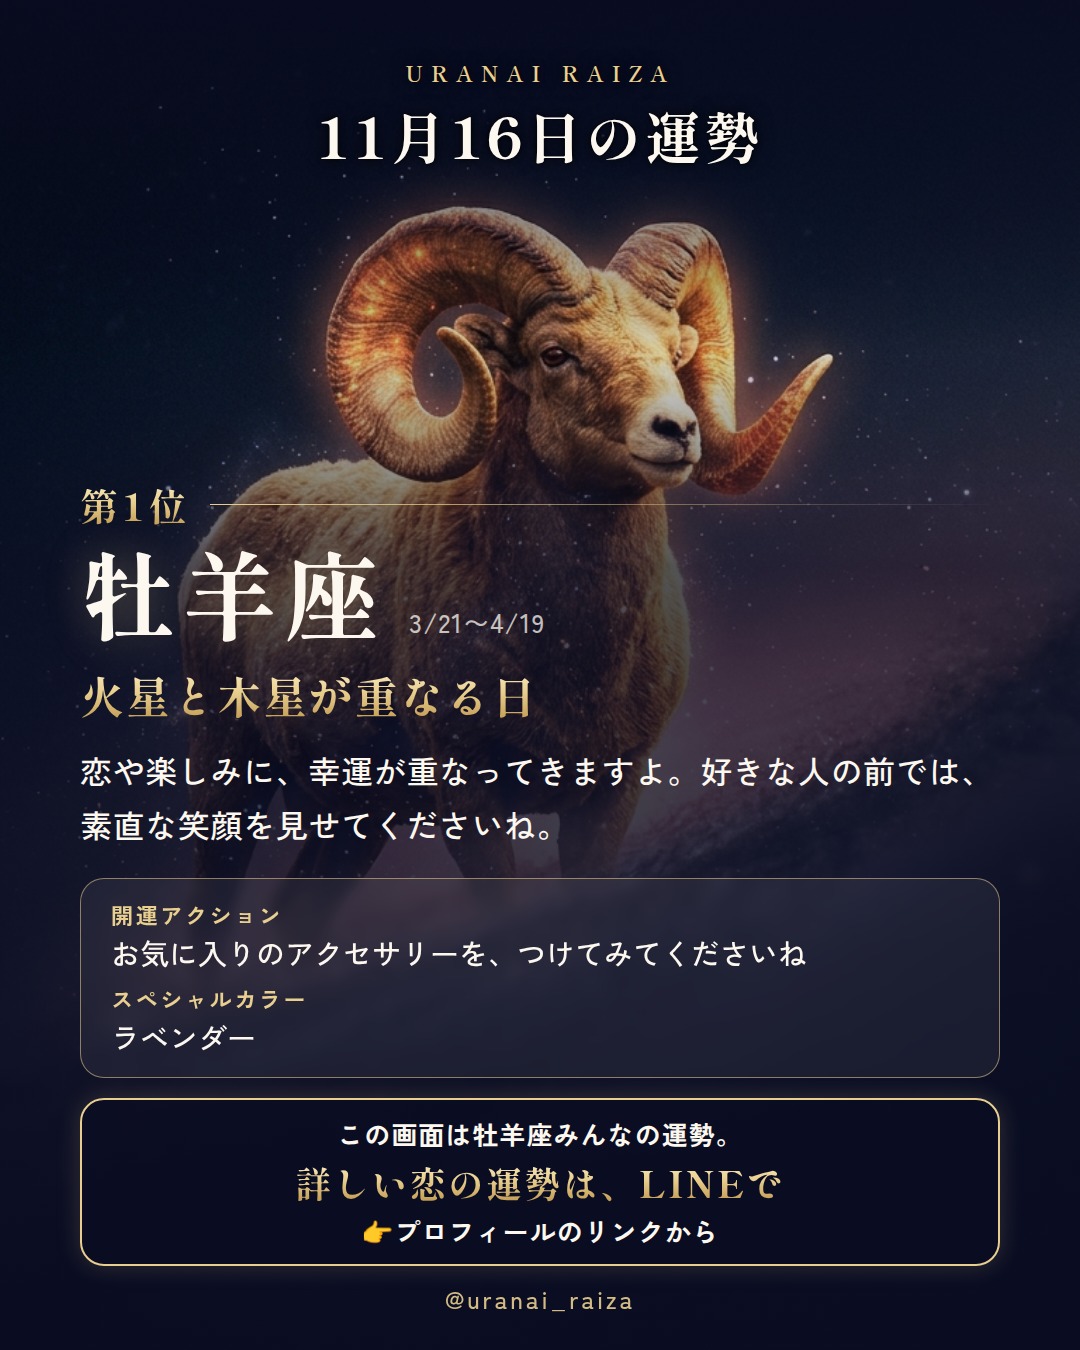 URANAI RAIZA
11月16日の運勢
第1位
牡羊座 3/21〜4/19
火星と木星が重なる日
恋や楽しみに、幸運が重なってきますよ。好きな人の前では、
素直な笑顔を見せてくださいね。
開運アクション
お気に入りのアクセサリーを、つけてみてくださいね
スペシャルカラー
ラベンダー
この画面は牡羊座みんなの運勢。
詳しい恋の運勢は、LINEで
👉プロフィールのリンクから
@uranai_raiza